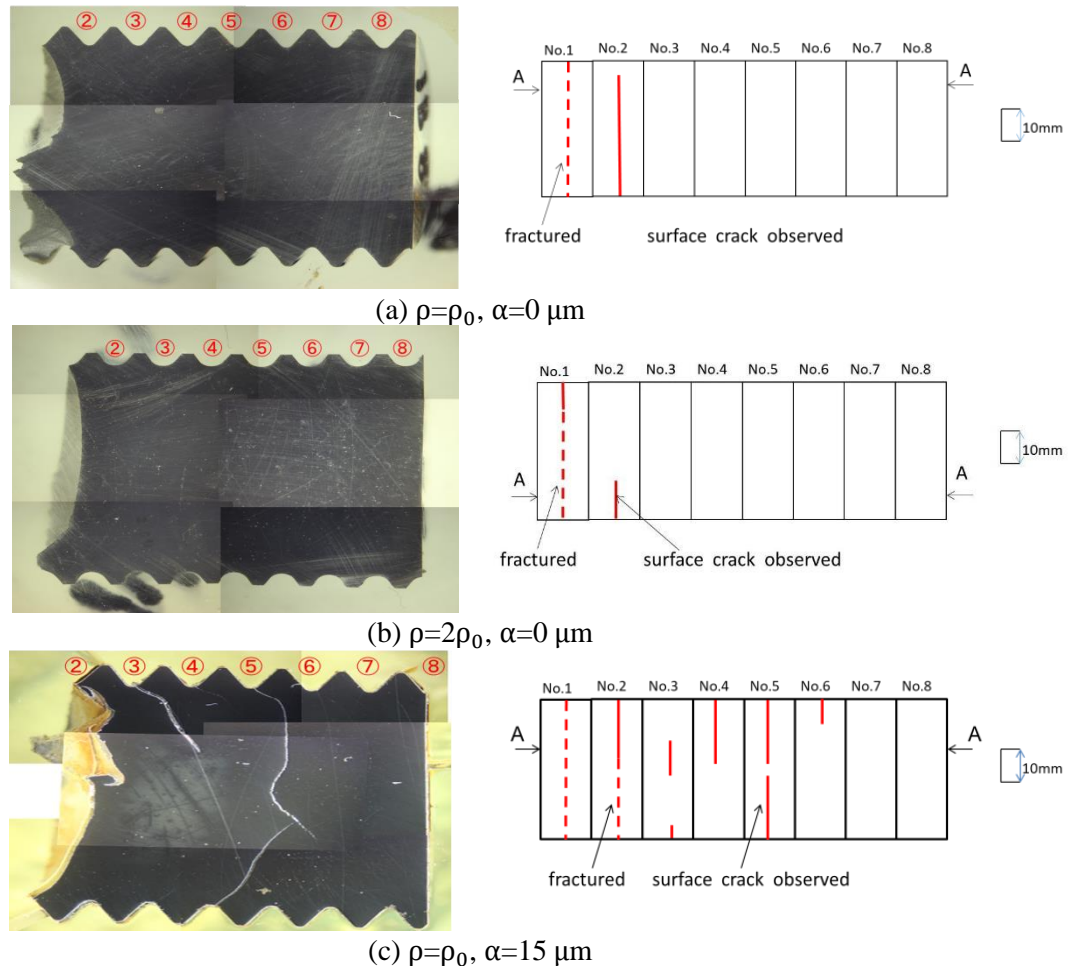 ② ③ ④ ⑤ ⑥ ⑦ ⑧
No.1 No.2 No.3 No.4 No.5 No.6 No.7 No.8
A A
10mm
fractured surface crack observed
(a) ρ=ρ₀, α=0 μm
② ③ ④ ⑤ ⑥ ⑦ ⑧
No.1 No.2 No.3 No.4 No.5 No.6 No.7 No.8
10mm
A A
fractured surface crack observed
(b) ρ=2ρ₀, α=0 μm
② ③ ④ ⑤ ⑥ ⑦ ⑧
No.1 No.2 No.3 No.4 No.5 No.6 No.7 No.8
A A
10mm
fractured surface crack observed
(c) ρ=ρ₀, α=15 μm